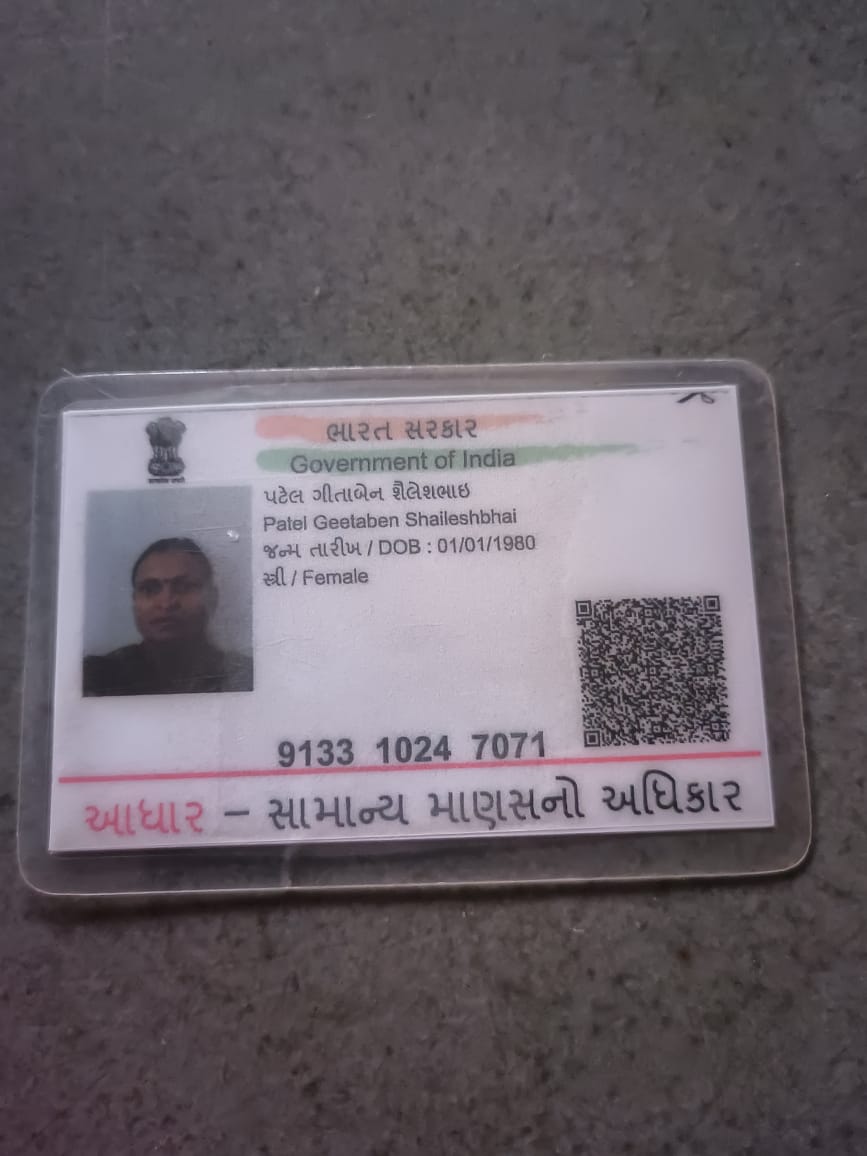 ભારત સરકાર
Government of India
પટેલ ગીતાબેન શૈલેશભાઇ
Patel Geetaben Shaileshbhai
જન્મ તારીખ / DOB : 01/01/1980
સ્ત્રી / Female
9133 1024 7071
આધાર – સામાન્ય માણસનો અધિકાર